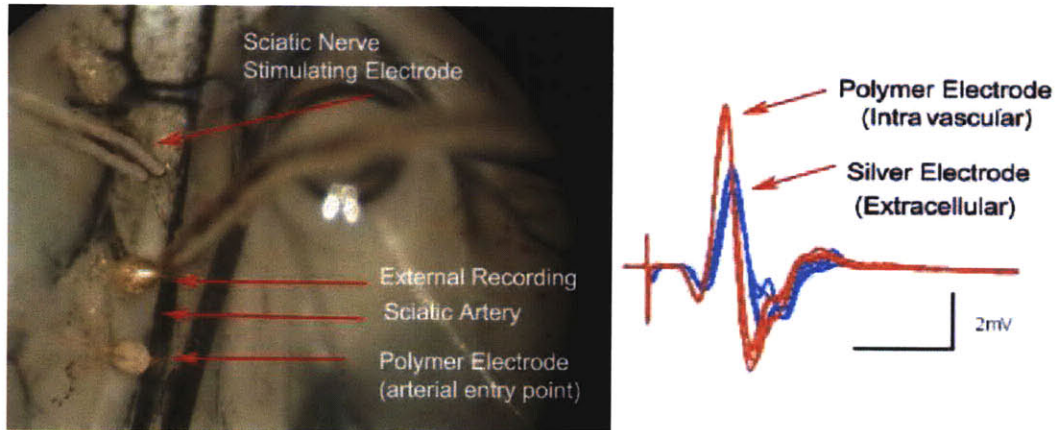 Sciatic Nerve
Stimulating Electrode
External Recording
Sciatic Artery
Polymer Electrode
(arterial entry point)
Polymer Electrode
(Intra vascular)
Silver Electrode
(Extracellular)
2mV